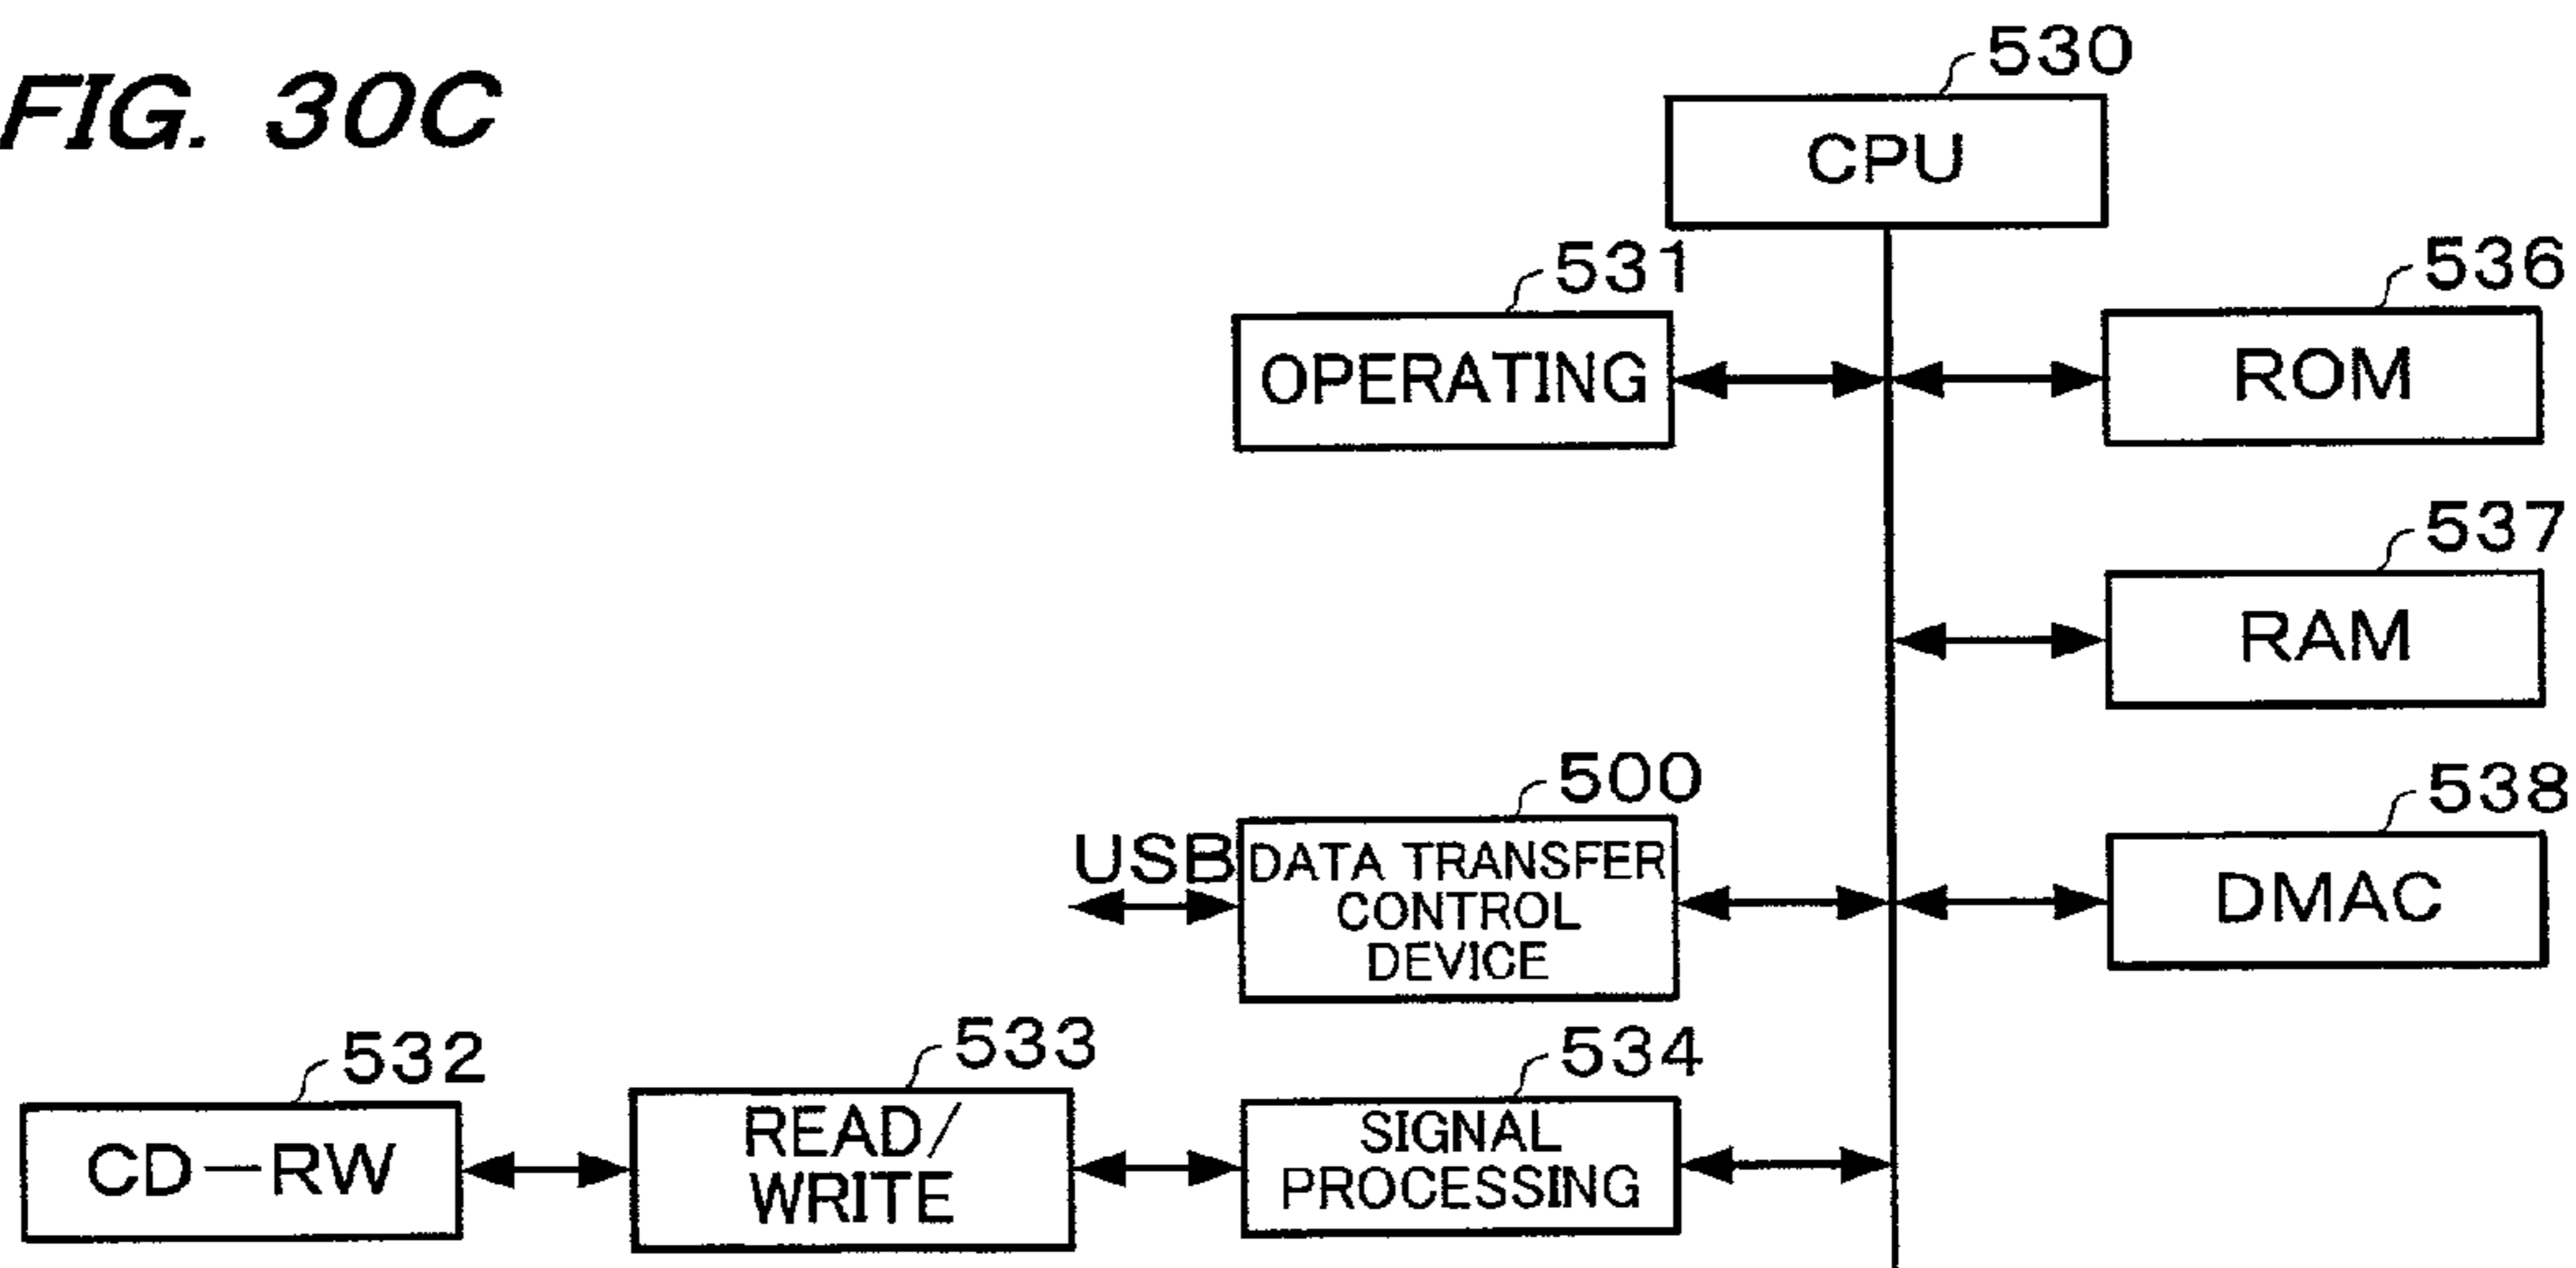 FIG. 30C
530
CPU
531
OPERATING
536
ROM
537
RAM
500
USB
DATA TRANSFER
CONTROL
DEVICE
538
DMAC
532
CD-RW
533
READ/
WRITE
534
SIGNAL
PROCESSING